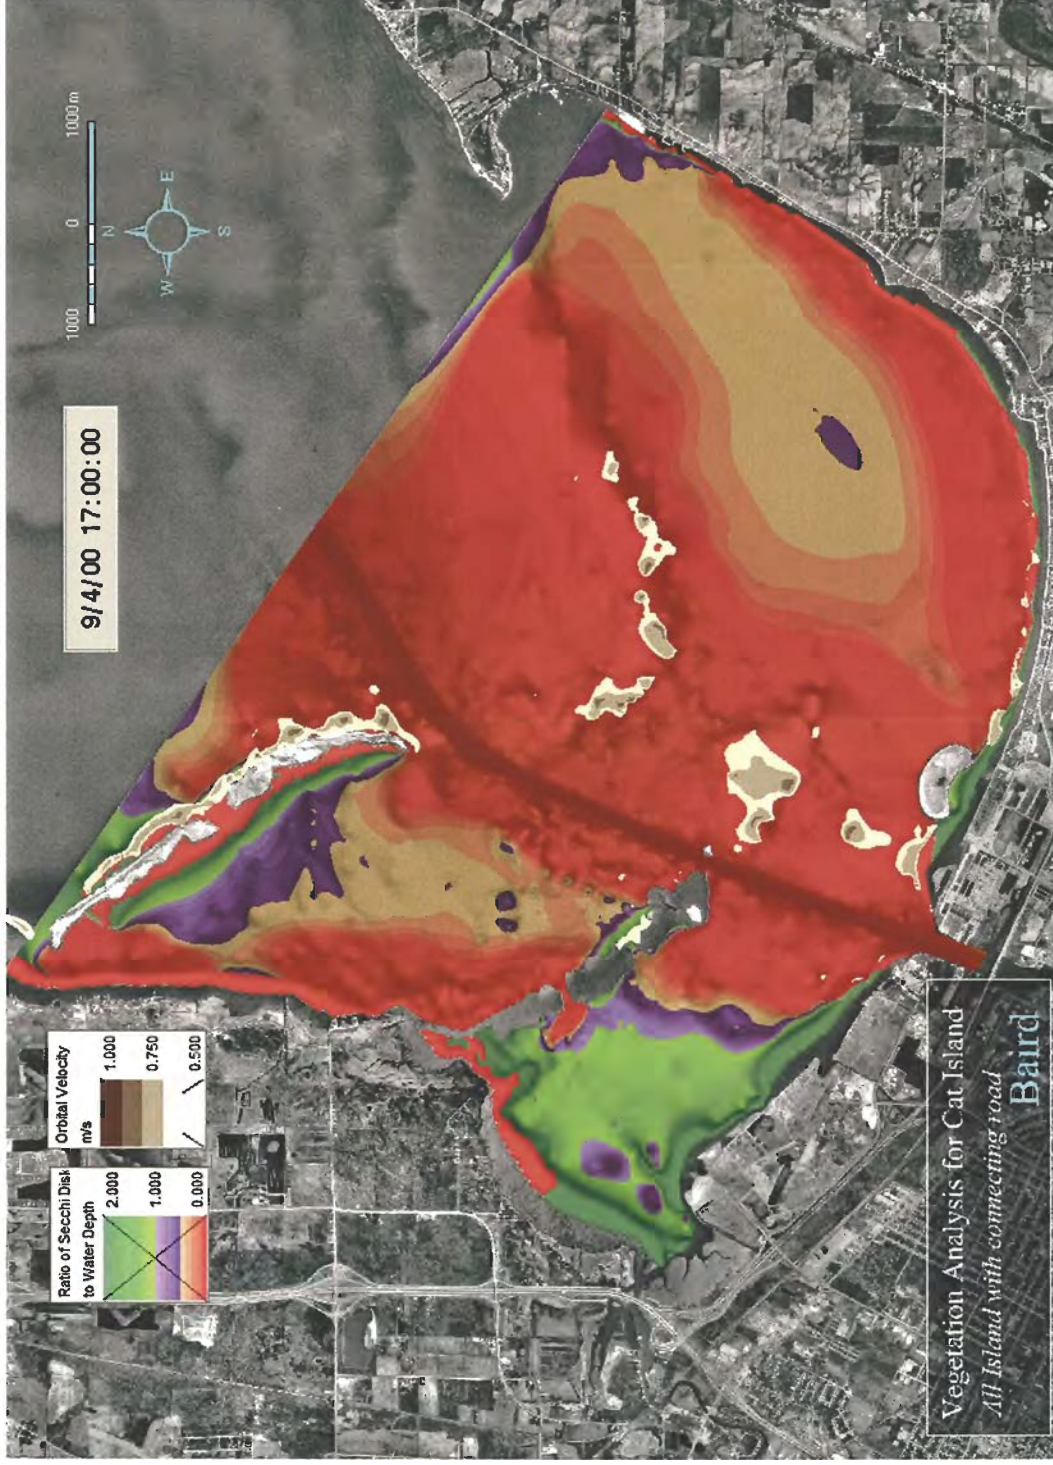 Ratio of Secchi Disk
to Water Depth
2.000
1.000
0.000
Orbital Velocity
m/s
1.000
0.750
0.500
9/4/00 17:00:00
1000
0
1000m
N
W
E
S
Vegetation Analysis for Cat Island
All Island with connecting road
Baird